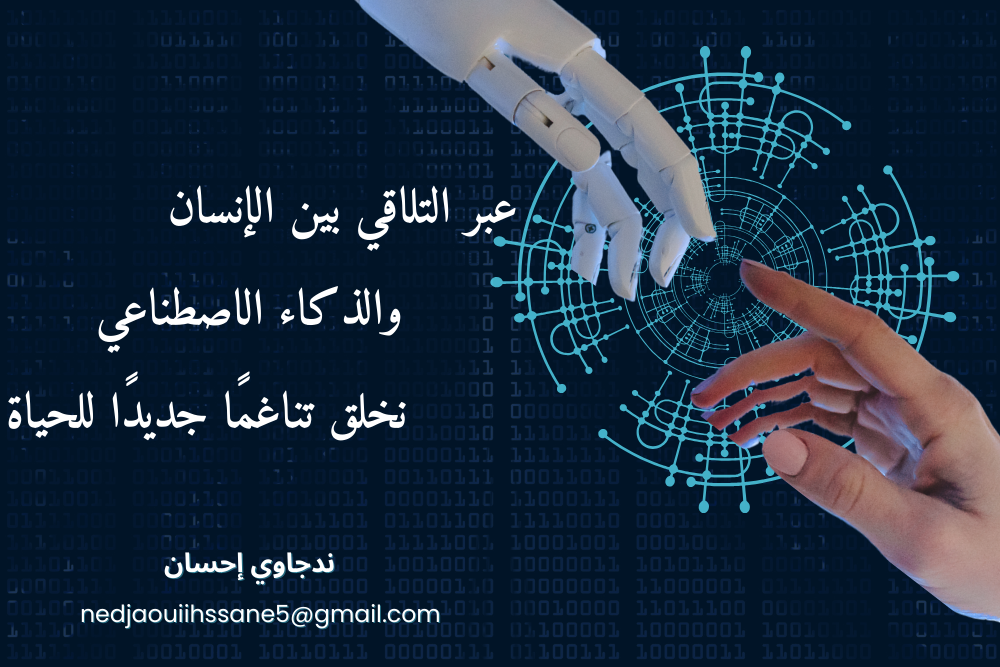 عبر التلاقي بين الإنسان
والذكاء الاصطناعي
نخلق تناغمًا جديدًا للحياة
ندجاوي إحسان
nedjaouiihssane5@gmail.com